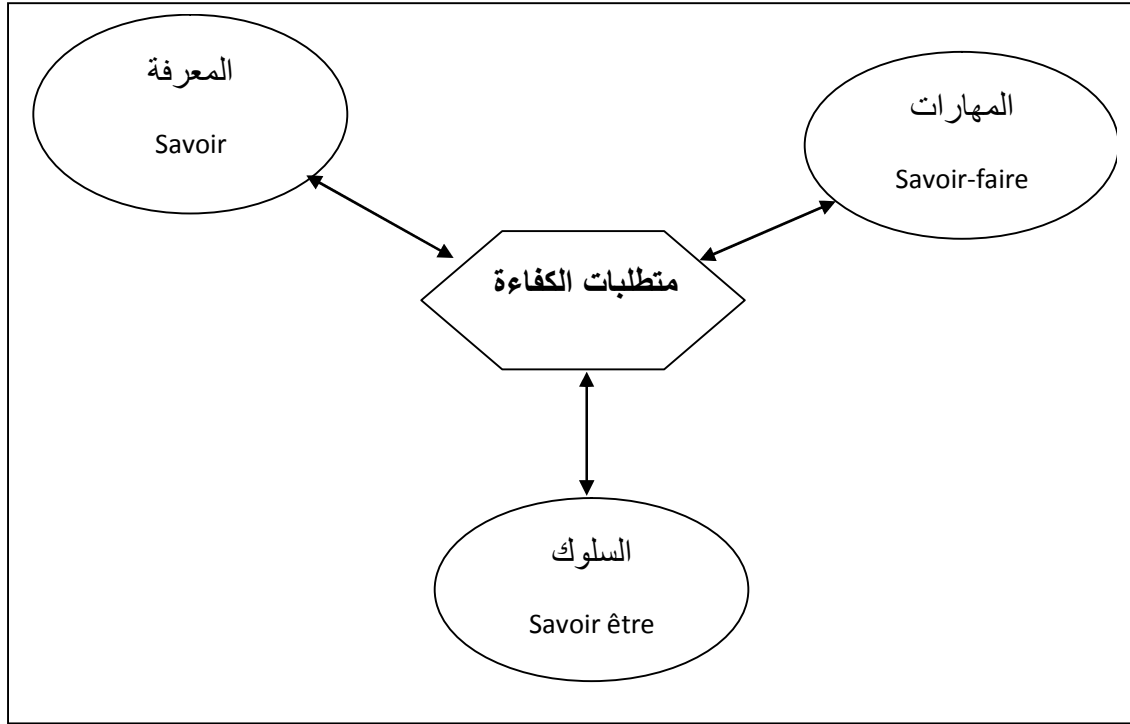 المعرفة
Savoir
المهارات
Savoir-faire
متطلبات الكفاءة
السلوك
Savoir être